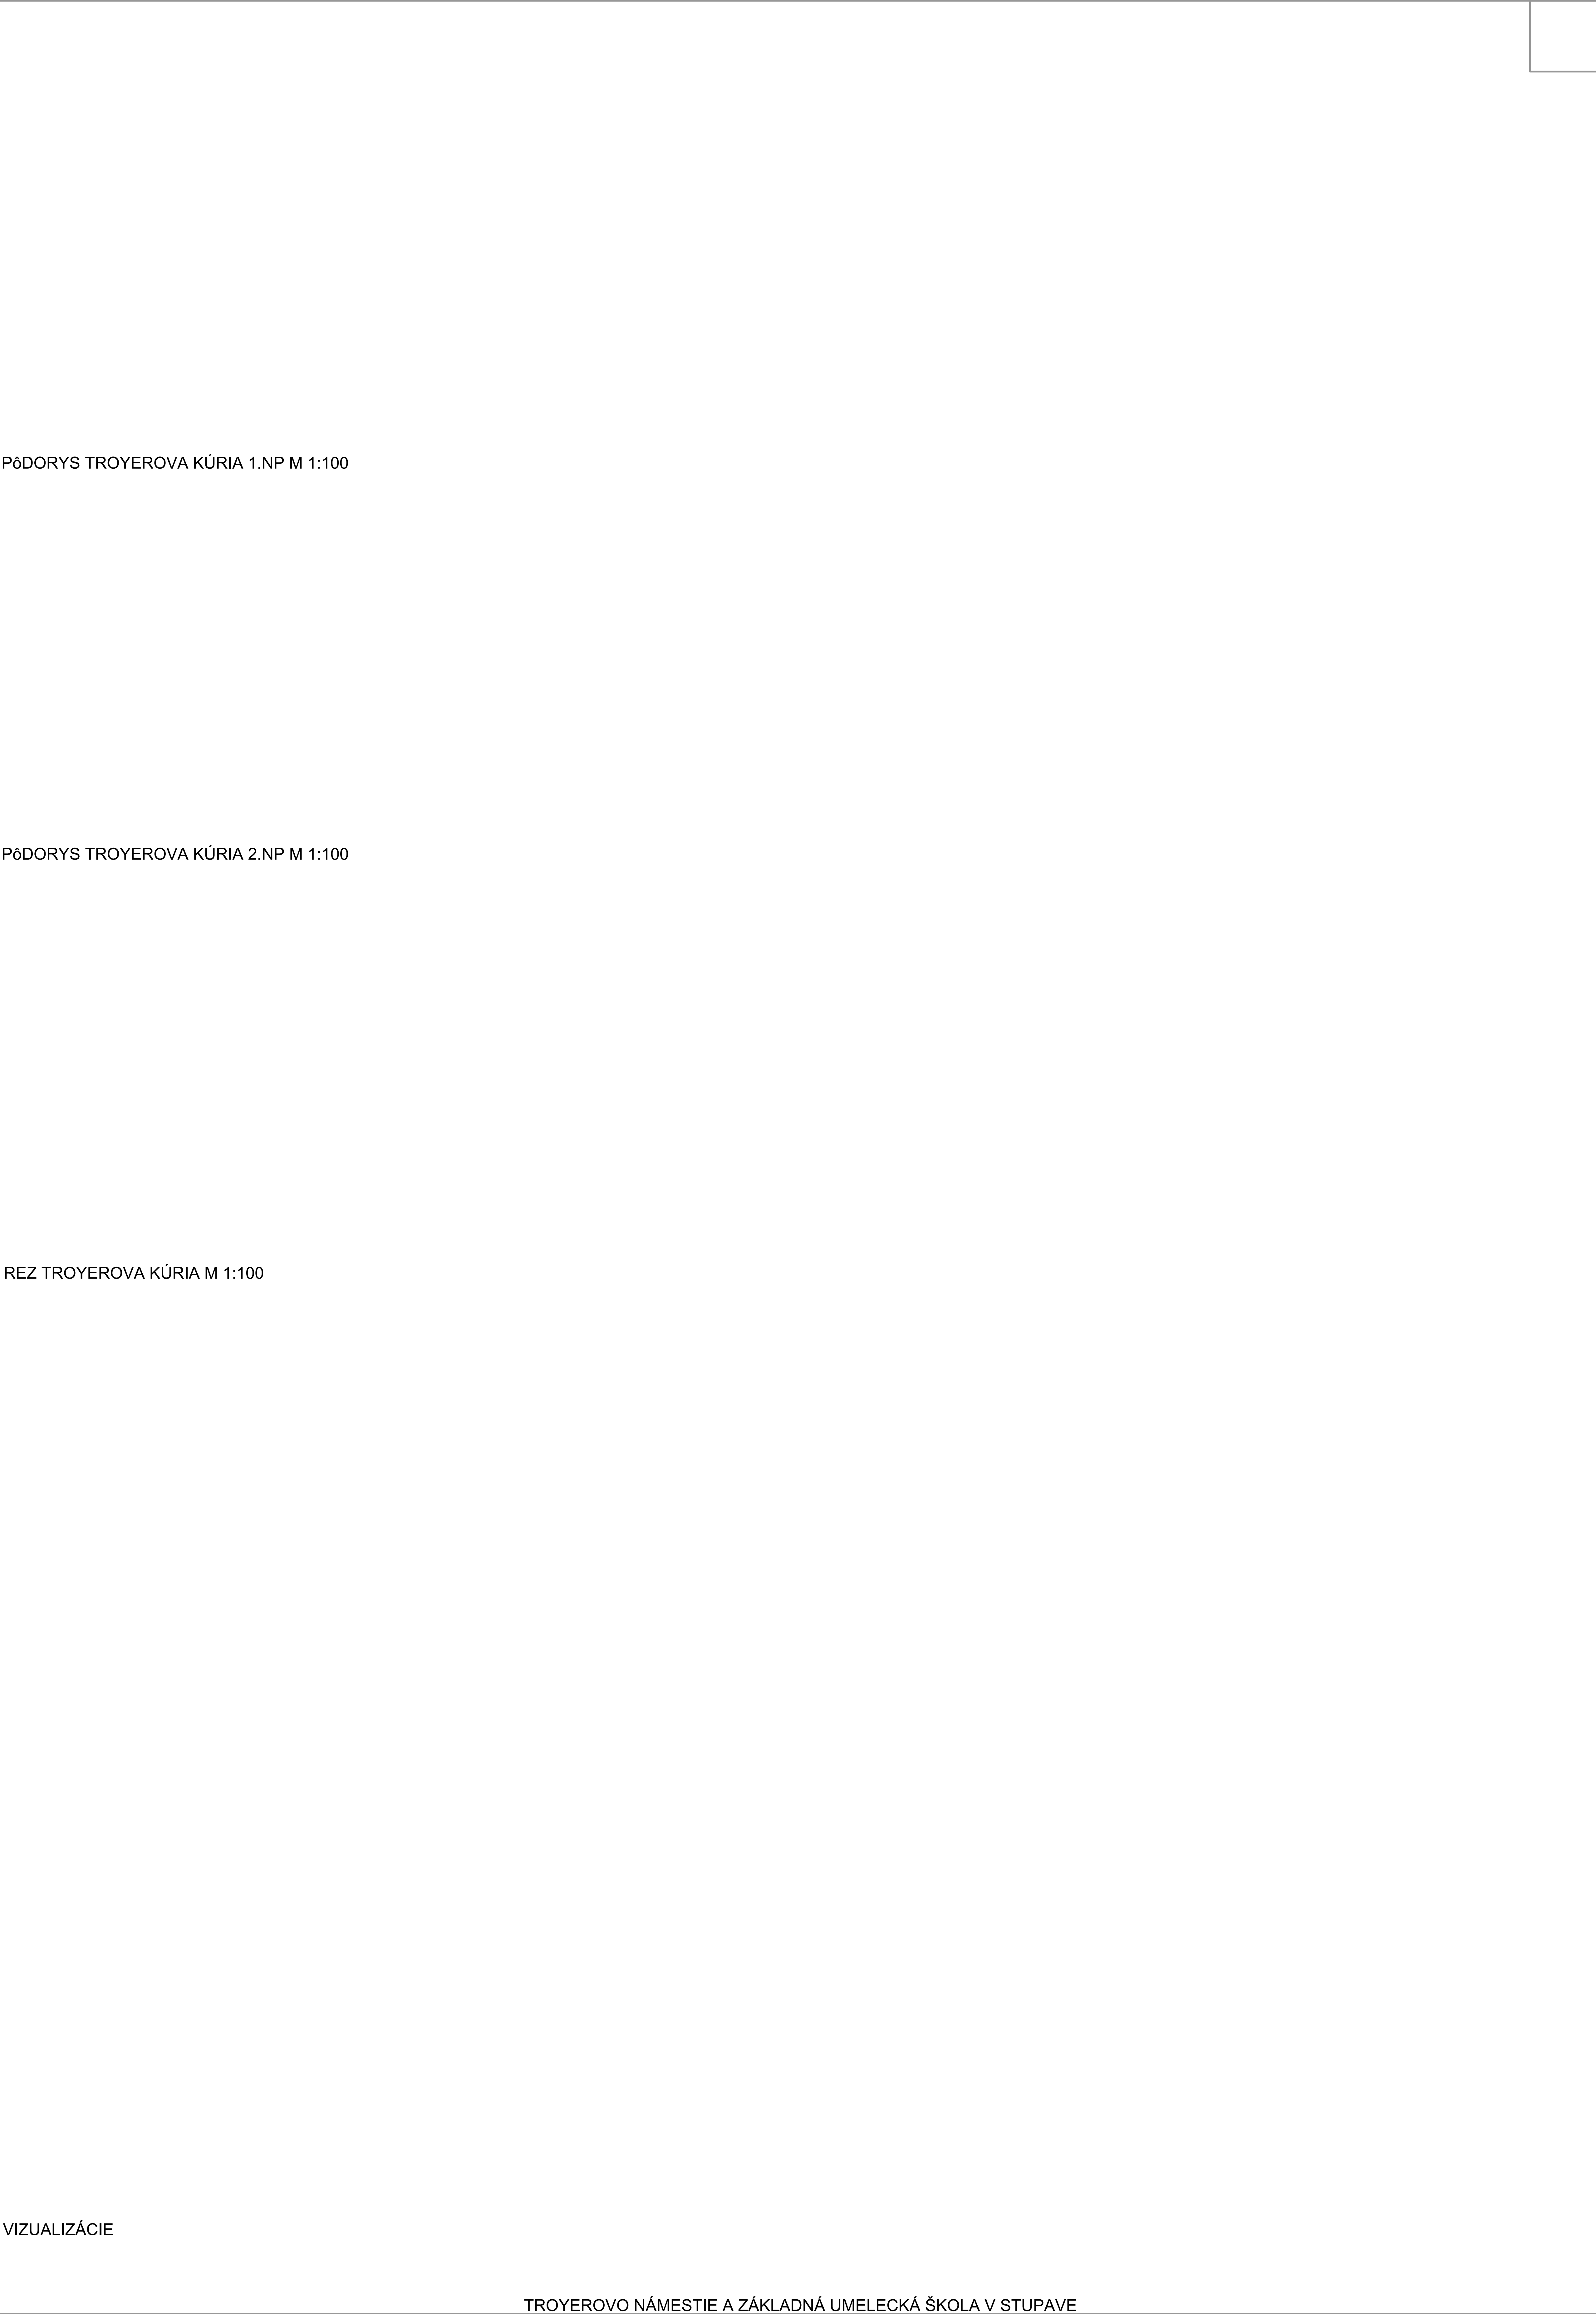 PôDORYS TROYEROVA KÚRIA 1.NP M 1:100
PôDORYS TROYEROVA KÚRIA 2.NP M 1:100
REZ TROYEROVA KÚRIA M 1:100
VIZUALIZÁCIE
TROYEROVO NÁMESTIE A ZÁKLADNÁ UMELECKÁ ŠKOLA V STUPAVE